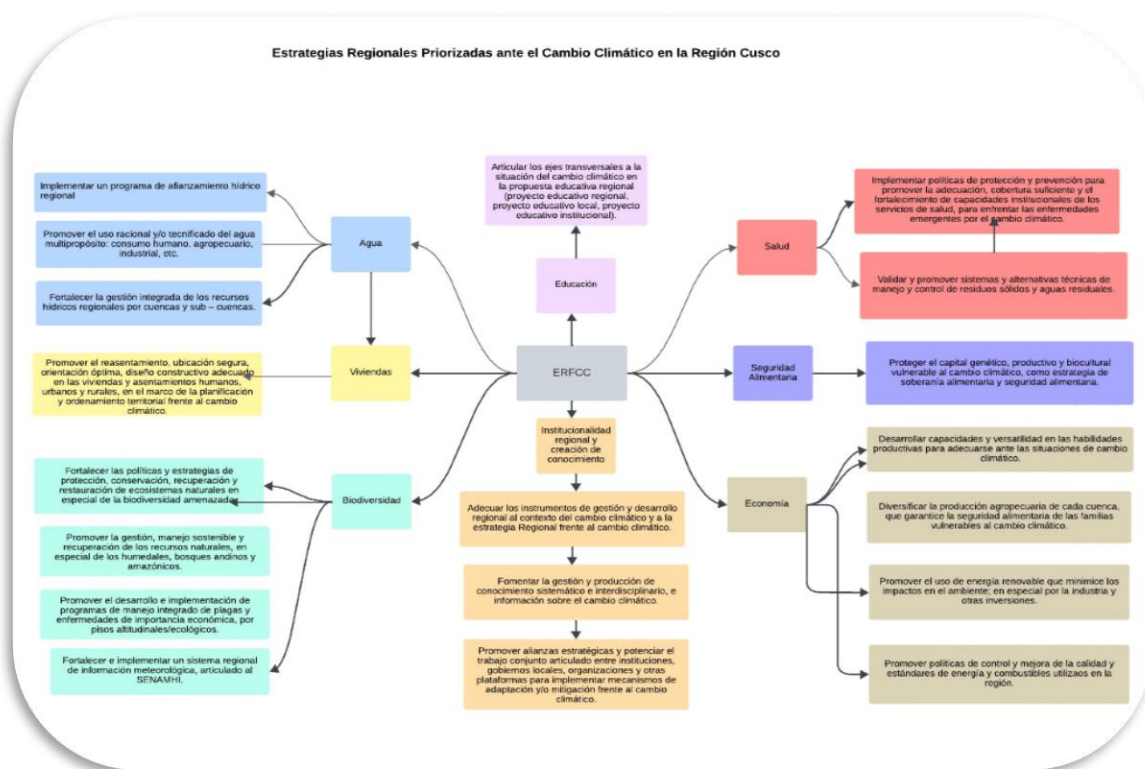 Estrategias Regionales Priorizadas ante el Cambio Climático en la Región Cusco
Implementar un programa de afianzamiento hídrico
regional
Promover el uso racional y/o tecnificado del agua
multipropósito: consumo humano, agropecuario,
industrial, etc.
Fortalecer la gestión integrada de los recursos
hídricos regionales por cuencas y sub – cuencas.
Agua
Promover el reasentamiento, ubicación segura,
orientación óptima, diseño constructivo adecuado
en las viviendas y asentamientos humanos,
urbanos y rurales, en el marco de la planificación
y ordenamiento territorial frente al cambio
climático.
Viviendas
Fortalecer las políticas y estrategias de
protección, conservación, recuperación y
restauración de ecosistemas naturales en
especial de la biodiversidad amenazada.
Promover la gestión, manejo sostenible y
recuperación de los recursos naturales, en
especial de los humedales, bosques andinos y
amazónicos.
Promover el desarrollo e implementación de
programas de manejo integrado de plagas y
enfermedades de importancia económica, por
pisos altitudinales/ecológicos.
Fortalecer e implementar un sistema regional
de información meteorológica, articulado al
SENAMHI.
Biodiversidad
Articular los ejes transversales a la
situación del cambio climático en
la propuesta educativa regional
(proyecto educativo regional,
proyecto educativo local, proyecto
educativo institucional).
Educación
ERFCC
Institucionalidad
regional y
creación de
conocimiento
Adecuar los instrumentos de gestión y desarrollo
regional al contexto del cambio climático y a la
estrategia Regional frente al cambio climático.
Fomentar la gestión y producción de
conocimiento sistemático e interdisciplinario, e
información sobre el cambio climático.
Promover alianzas estratégicas y potenciar el
trabajo conjunto articulado entre instituciones,
gobiernos locales, organizaciones y otras
plataformas para implementar mecanismos de
adaptación y/o mitigación frente al cambio
climático.
Salud
Implementar políticas de protección y prevención para
promover la adecuación, cobertura suficiente y el
fortalecimiento de capacidades institucionales de los
servicios de salud, para enfrentar las enfermedades
emergentes por el cambio climático.
Validar y promover sistemas y alternativas técnicas de
manejo y control de residuos sólidos y aguas residuales.
Seguridad
Alimentaria
Proteger el capital genético, productivo y biocultural
vulnerable al cambio climático, como estrategia de
soberanía alimentaria y seguridad alimentaria.
Economía
Desarrollar capacidades y versatilidad en las habilidades
productivas para adecuarse ante las situaciones de cambio
climático.
Diversificar la producción agropecuaria de cada cuenca,
que garantice la seguridad alimentaria de las familias
vulnerables al cambio climático.
Promover el uso de energía renovable que minimice los
impactos en el ambiente; en especial por la industria y
otras inversiones.
Promover políticas de control y mejora de la calidad y
estándares de energía y combustibles utilizaos en la
región.